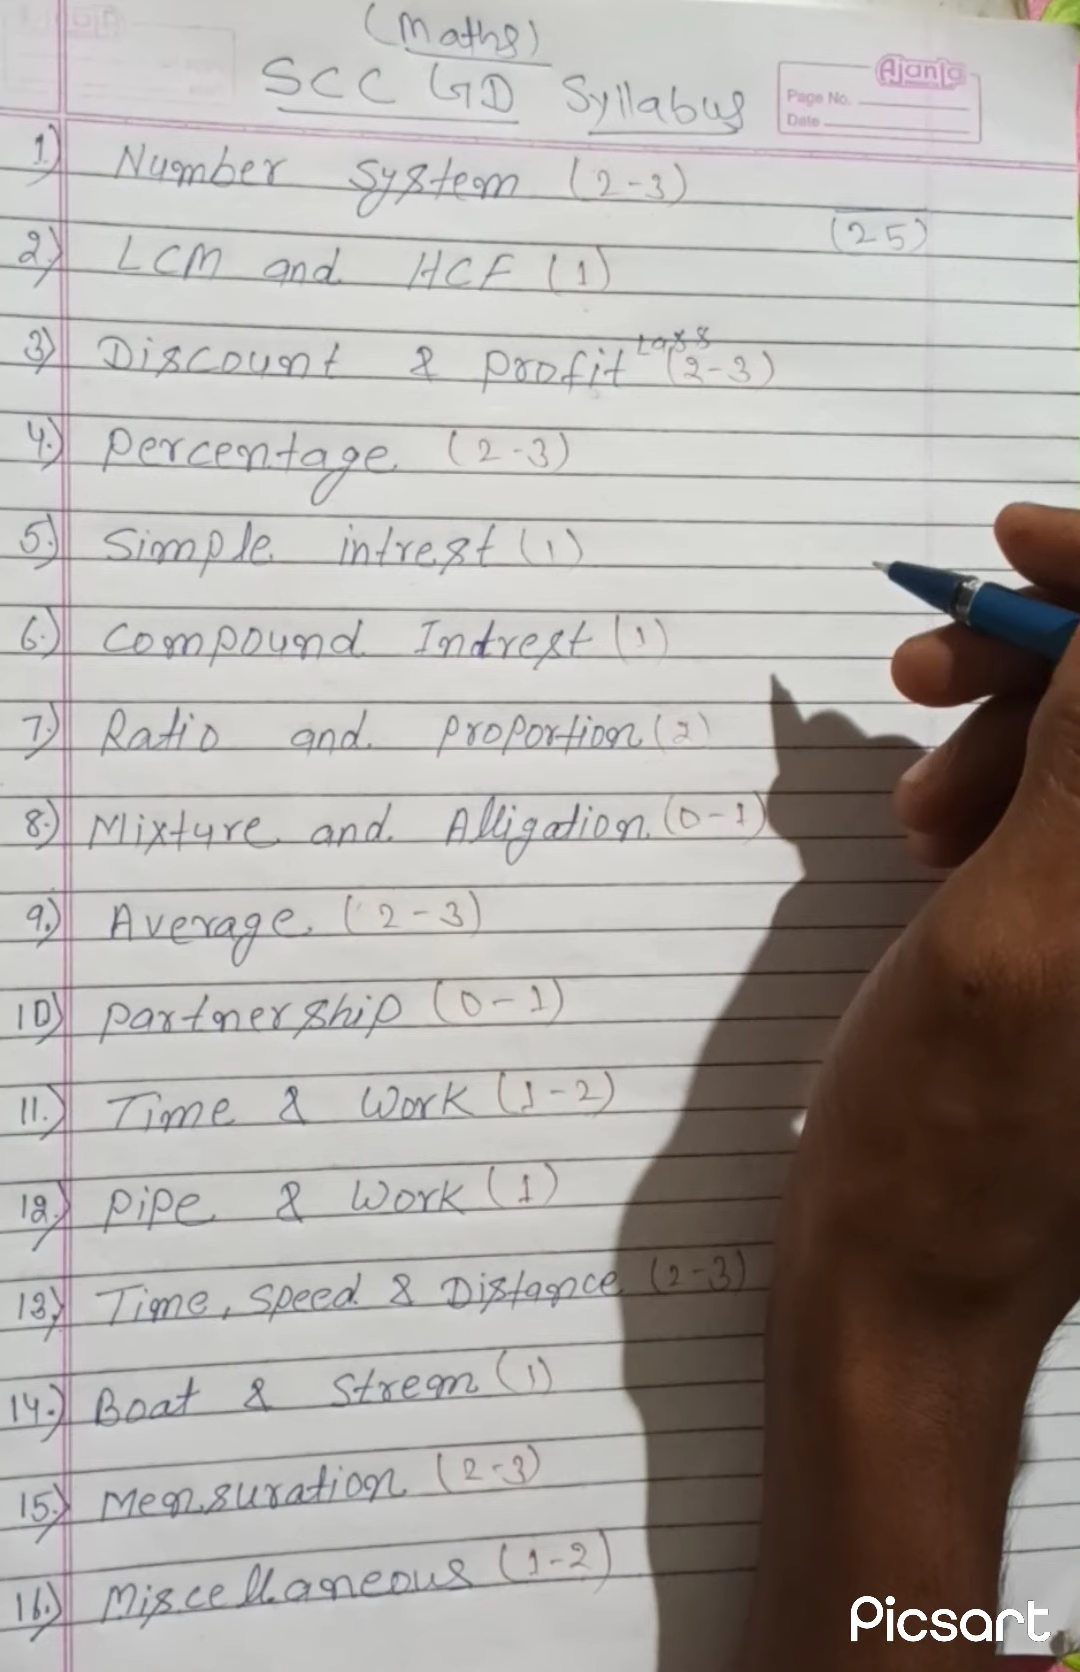 (Maths)
SCC GD Syllabus
Ajanta
Page No.
Date
1) Number System (2-3)
(25)
2) LCM and HCF (1)
3) Discount & Profit Loss (2-3)
4.) Percentage (2-3)
5.) Simple intrest (1)
6.) Compound Intrest (1)
7.) Ratio and Proportion (2)
8.) Mixture and Alligation (0-1)
9.) Average. (2-3)
10) Partnership (0-1)
11.) Time & Work (1-2)
12.) Pipe & Work (1)
13) Time, Speed & Distance (2-3)
14.) Boat & Strem (1)
15.) Mensuration (2-3)
16.) Miscellaneous (1-2)
Picsart